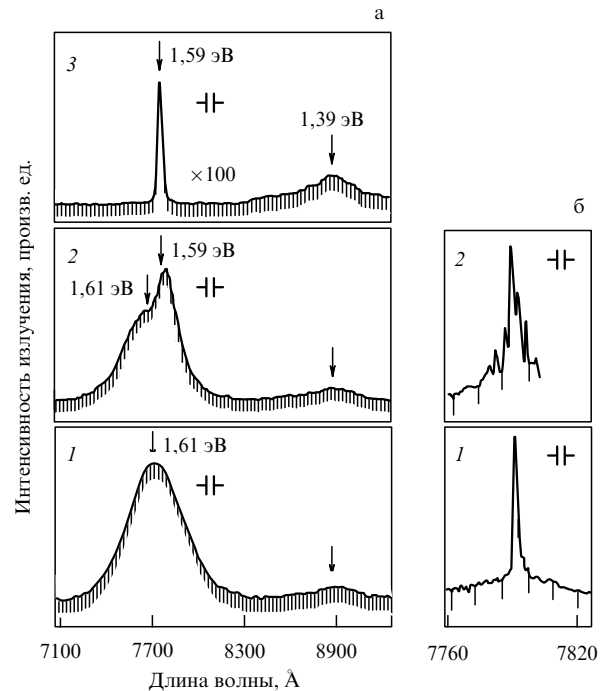 а
3
1,59 эВ
1,39 эВ
×100
2
1,59 эВ
1,61 эВ
1
1,61 эВ
7100 7700 8300 8900
Длина волны, Å
Интенсивность излучения, произв. ед.
б
2
1
7760 7820